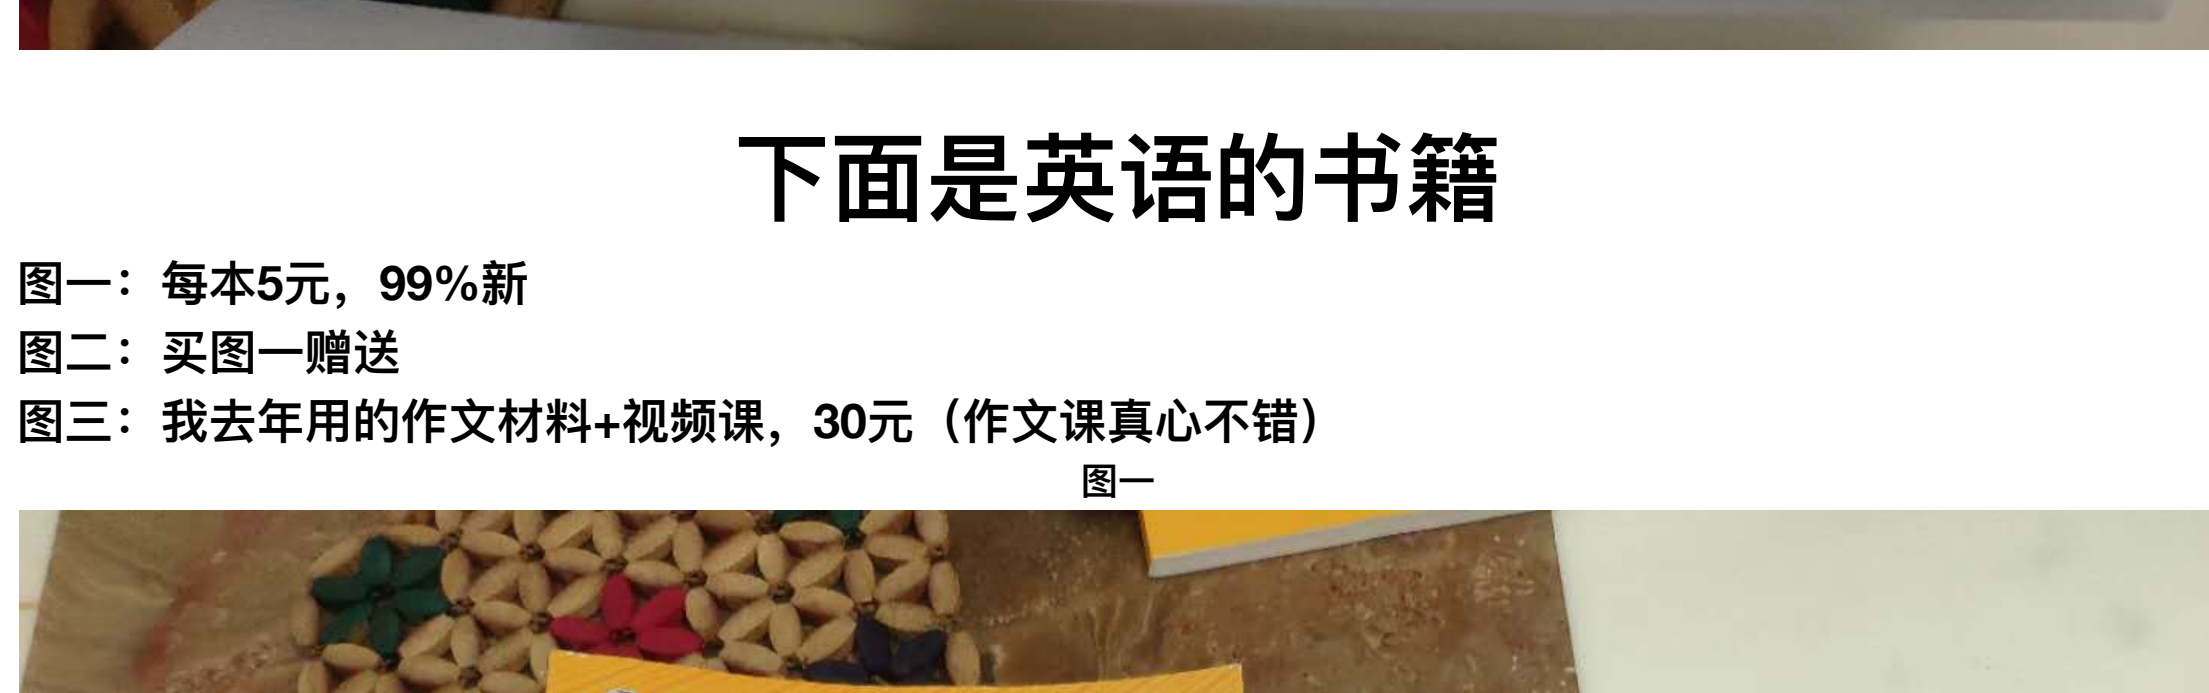 下面是英语的书籍
图一：每本5元，99%新
图二：买图一赠送
图三：我去年用的作文材料+视频课，30元（作文课真心不错）
图一